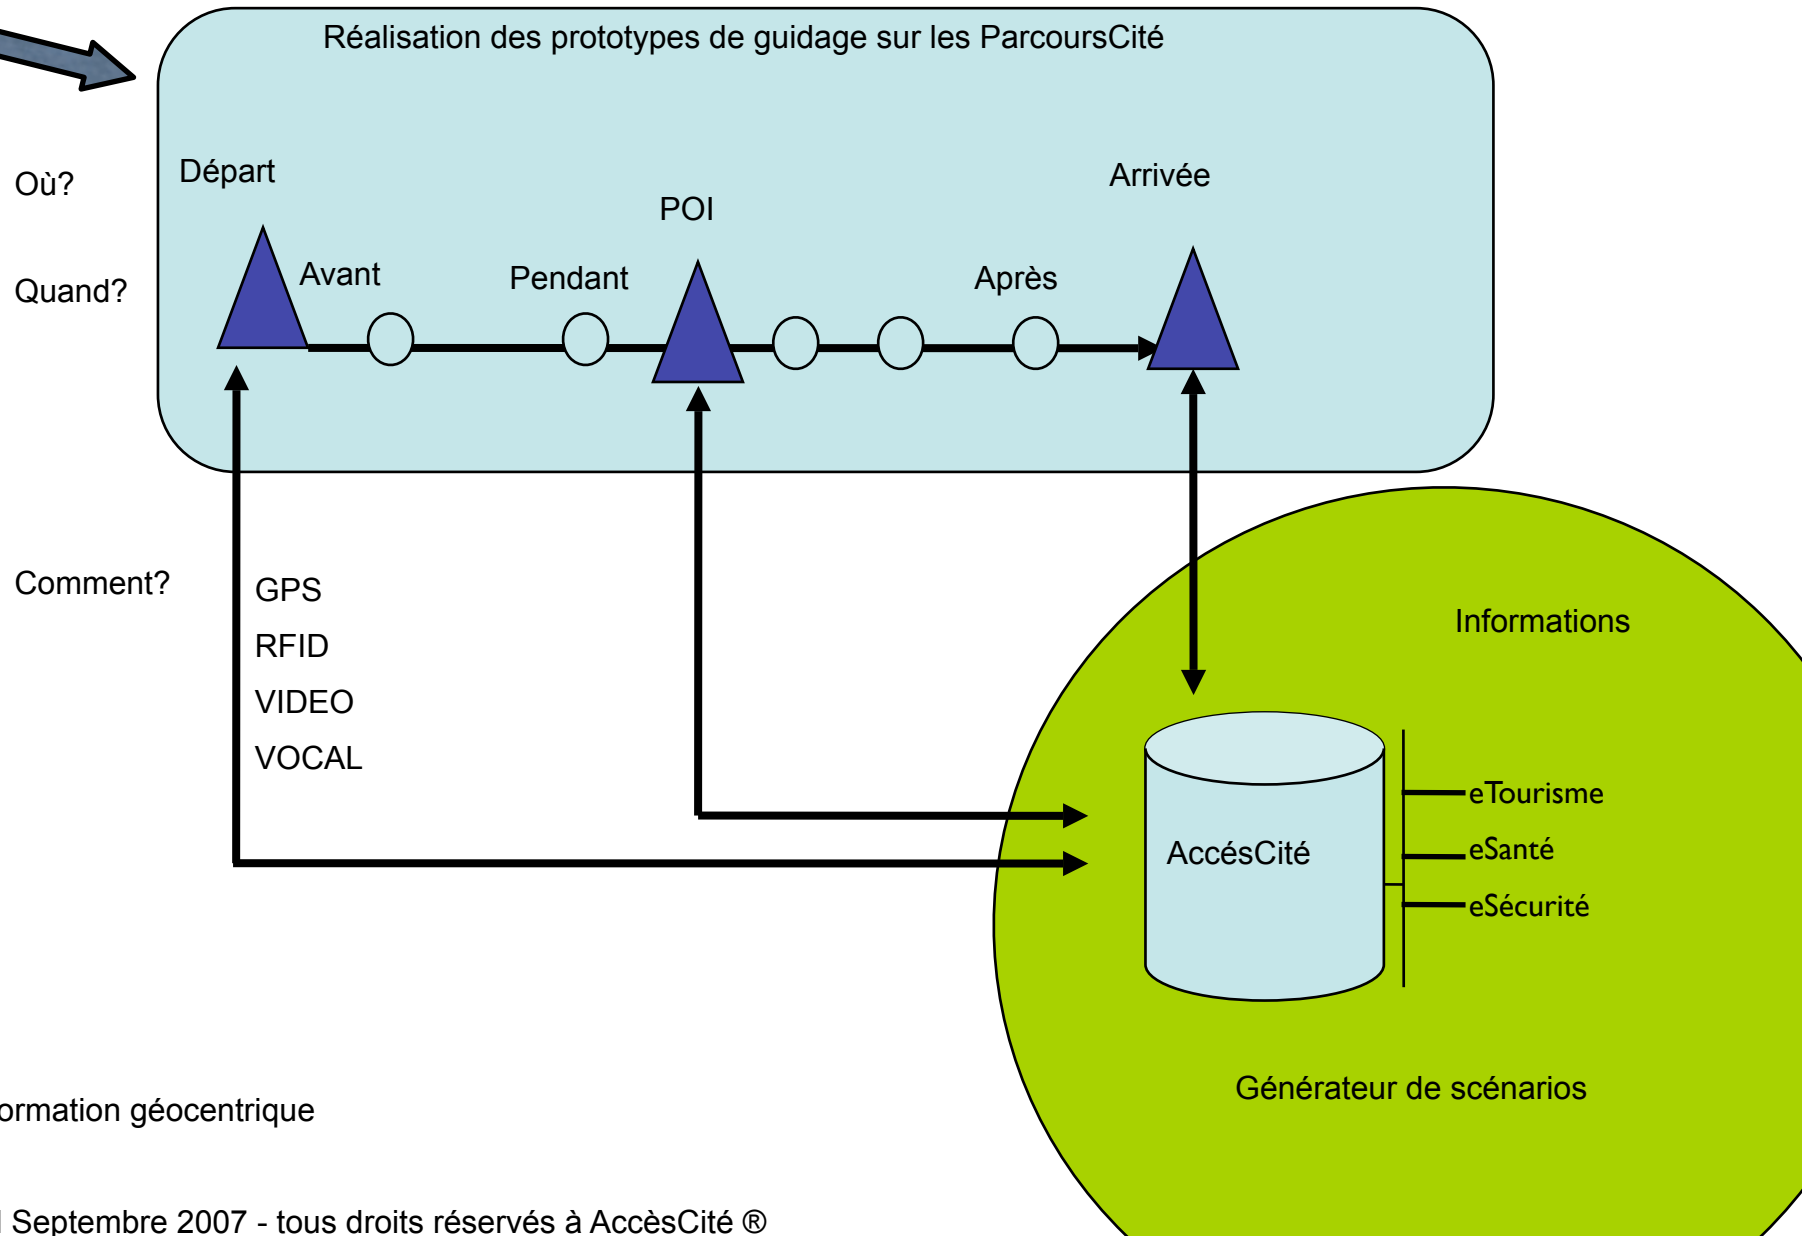 Réalisation des prototypes de guidage sur les ParcoursCité
Où?
Départ
POI
Arrivée
Quand?
Avant
Pendant
Après
Comment?
GPS
RFID
VIDEO
VOCAL
Informations
AccésCité
eTourisme
eSanté
eSécurité
Générateur de scénarios
ormation géocentrique
Septembre 2007 - tous droits réservés à AccèsCité ®